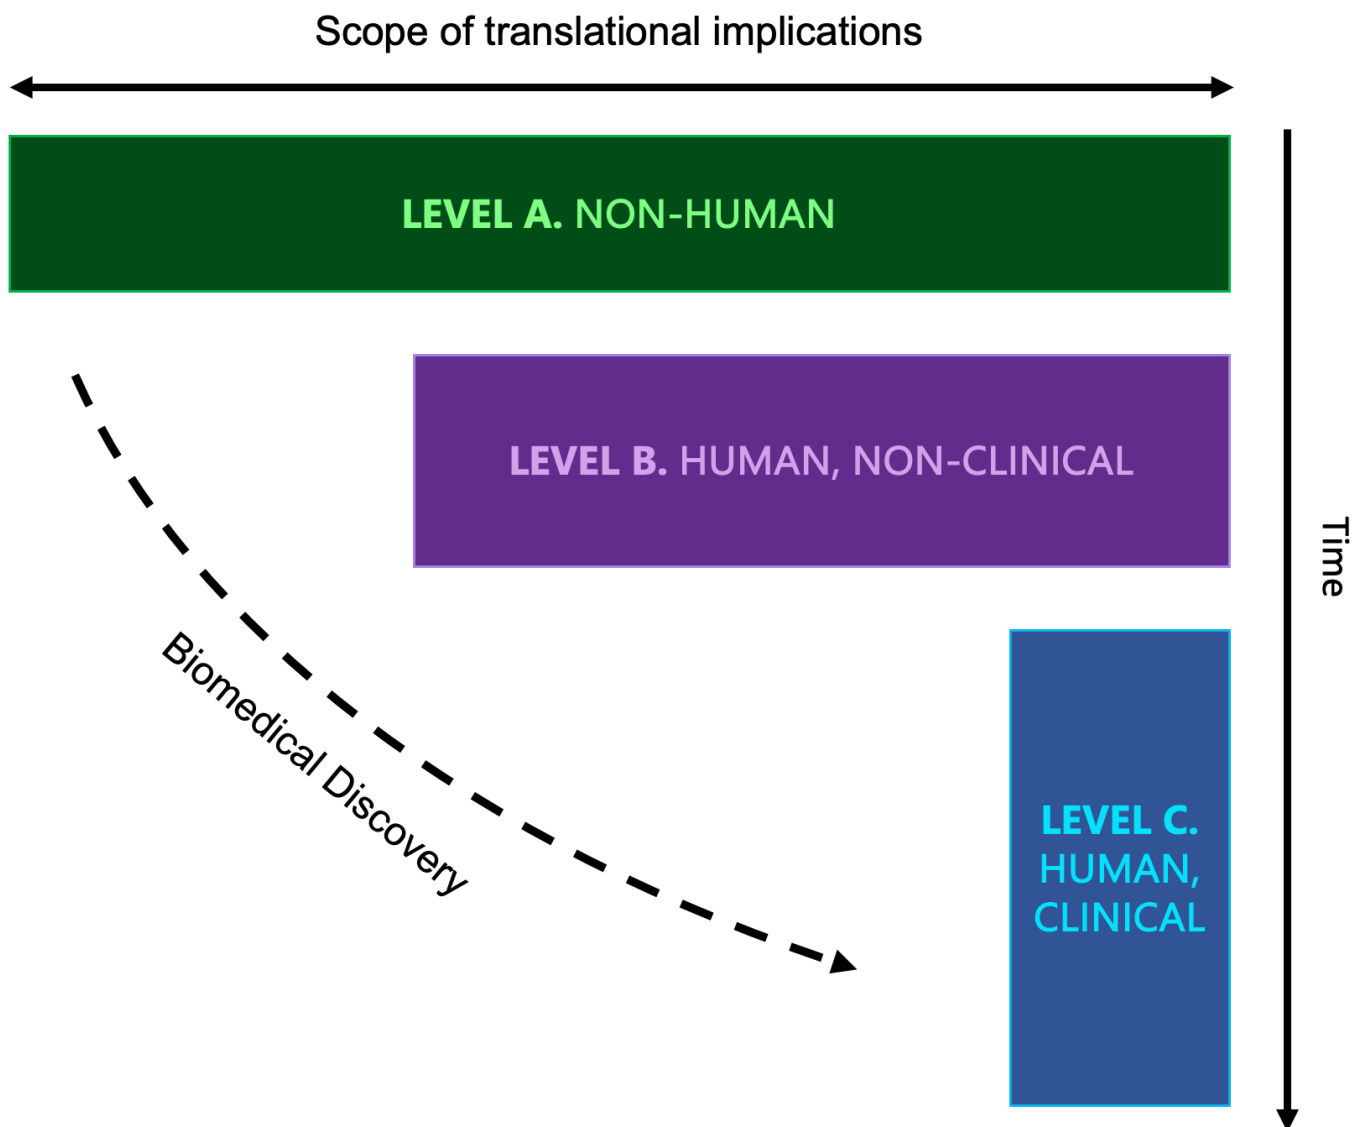 Scope of translational implications
LEVEL A. NON-HUMAN
LEVEL B. HUMAN, NON-CLINICAL
Time
Biomedical Discovery
LEVEL C.
HUMAN,
CLINICAL